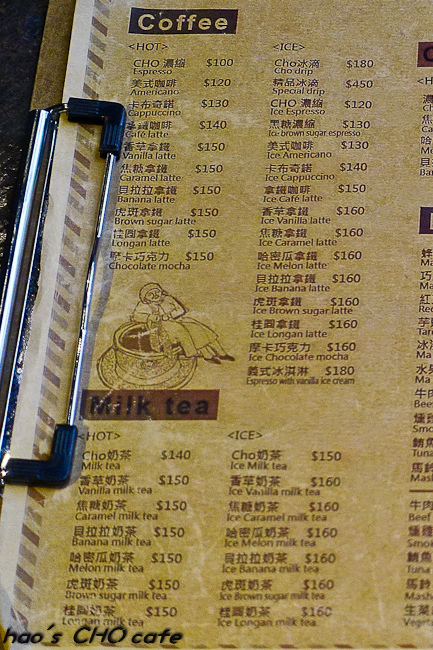 Coffee
<HOT>
CHO 濃縮 $100
Espresso
美式咖啡 $120
Americano
卡布奇諾 $130
Cappuccino
拿鐵咖啡 $140
Café latte
香草拿鐵 $150
Vanilla latte
焦糖拿鐵 $150
Caramel latte
貝拉拉拿鐵 $150
Banana latte
虎斑拿鐵 $150
Brown sugar latte
桂圓拿鐵 $150
Longan latte
摩卡巧克力 $150
Chocolate mocha
<ICE>
Cho冰滴 $180
Cho drip
精品冰滴 $450
Special drip
CHO 濃縮 $120
Ice Espresso
黑糖濃縮 $130
Ice brown sugar espresso
美式咖啡 $130
Ice Americano
卡布奇諾 $140
Ice Cappuccino
拿鐵咖啡 $150
Ice Café latte
香草拿鐵 $160
Ice Vanilla latte
焦糖拿鐵 $160
Ice Caramel latte
哈密瓜拿鐵 $160
Ice Melon latte
貝拉拉拿鐵 $160
Ice Banana latte
虎斑拿鐵 $160
Ice Brown sugar latte
桂圓拿鐵 $160
Ice Longan latte
摩卡巧克力 $160
Ice Chocolate mocha
義式冰淇淋 $180
Espresso with vanilla ice cream
Milk tea
<HOT>
Cho奶茶 $140
Milk tea
香草奶茶 $150
Vanilla milk tea
焦糖奶茶 $150
Caramel milk tea
貝拉拉奶茶 $150
Banana milk tea
哈密瓜奶茶 $150
Melon milk tea
虎斑奶茶 $150
Brown sugar milk tea
桂圓奶茶 $150
Longan milk tea
<ICE>
Cho奶茶 $150
Ice Milk tea
香草奶茶 $160
Ice Vanilla milk tea
焦糖奶茶 $160
Ice Caramel milk tea
哈密瓜奶茶 $160
Ice Melon milk tea
貝拉拉奶茶 $160
Ice Banana milk tea
虎斑奶茶 $160
Ice Brown sugar milk tea
桂圓奶茶 $160
Ice Longan milk tea
hao's CHO cafe